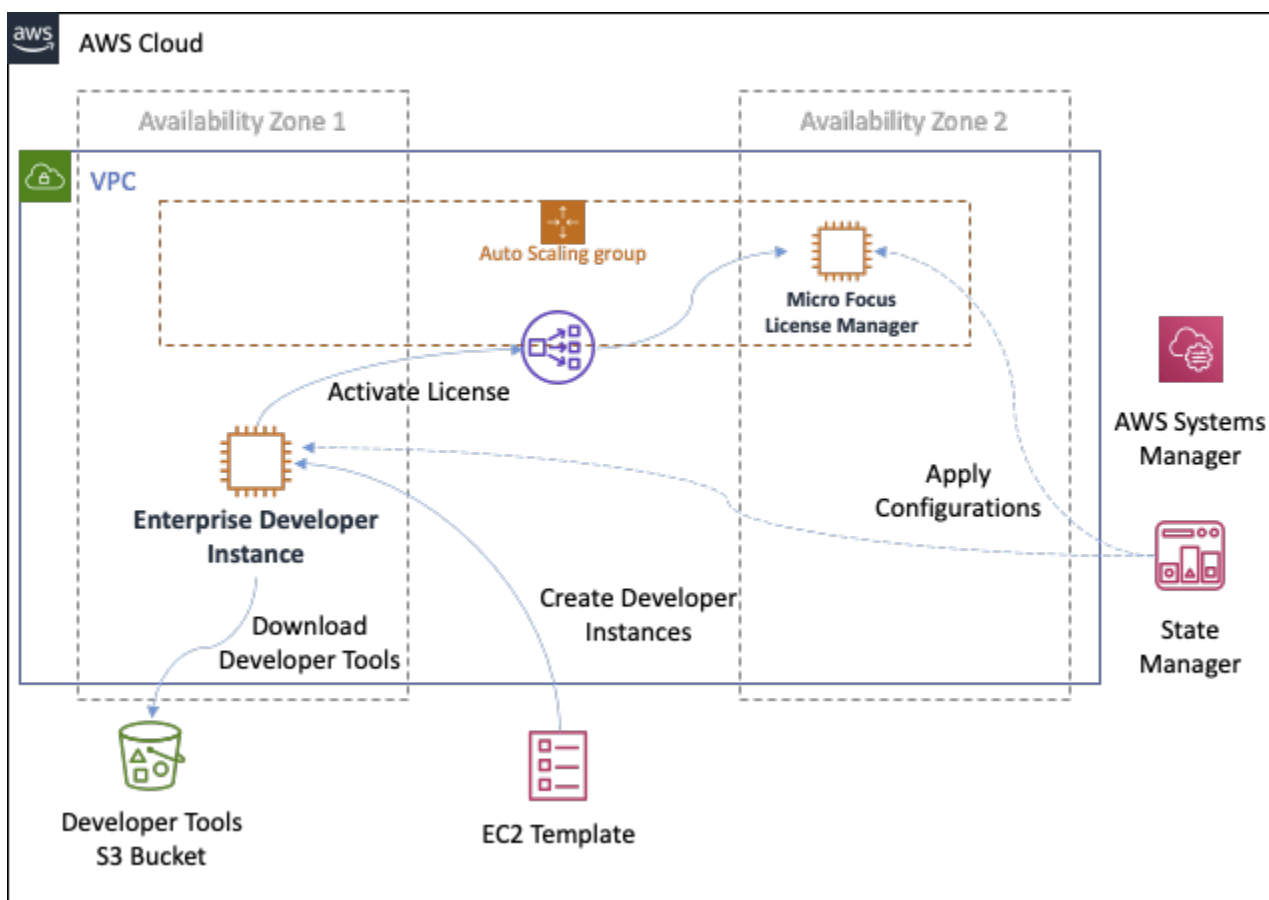 aws
AWS Cloud
Availability Zone 1
Availability Zone 2
VPC
Auto Scaling group
Micro Focus
License Manager
Activate License
AWS Systems
Manager
Enterprise Developer
Instance
Apply
Configurations
Download
Developer Tools
Create Developer
Instances
State
Manager
Developer Tools
S3 Bucket
EC2 Template